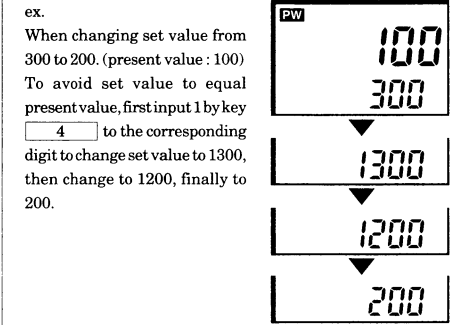 ex.
When changing set value from
300 to 200. (present value : 100)
To avoid set value to equal
present value, first input 1 by key
4 to the corresponding
digit to change set value to 1300,
then change to 1200, finally to
200.
PW
100
300
1300
1200
200